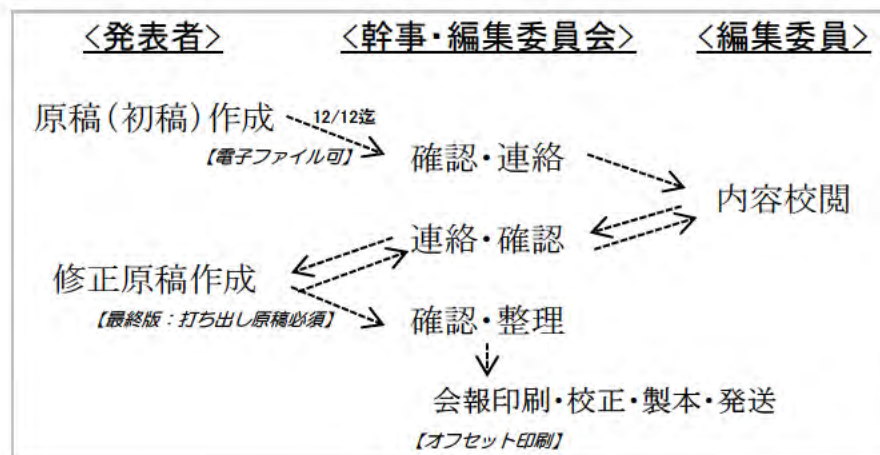 <発表者> <幹事・編集委員会> <編集委員>
原稿(初稿)作成 12/12迄
【電子ファイル可】
確認・連絡
内容校閲
連絡・確認
修正原稿作成
【最終版：打ち出し原稿必須】
確認・整理
会報印刷・校正・製本・発送
【オフセット印刷】